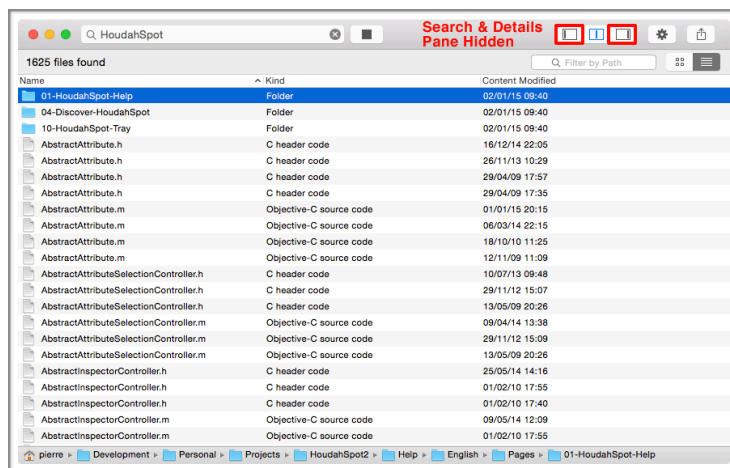 HoudahSpot
Search & Details
Pane Hidden
1625 files found
Filter by Path
Name Kind Content Modified
01-HoudahSpot-Help Folder 02/01/15 09:40
04-Discover-HoudahSpot Folder 02/01/15 09:40
10-HoudahSpot-Tray Folder 02/01/15 09:40
AbstractAttribute.h C header code 16/12/14 22:05
AbstractAttribute.h C header code 26/11/13 10:29
AbstractAttribute.h C header code 29/04/09 17:57
AbstractAttribute.h C header code 29/04/09 17:35
AbstractAttribute.m Objective-C source code 01/01/15 20:15
AbstractAttribute.m Objective-C source code 06/03/14 22:15
AbstractAttribute.m Objective-C source code 18/10/10 11:25
AbstractAttribute.m Objective-C source code 12/11/09 11:09
AbstractAttributeSelectionController.h C header code 10/07/13 09:48
AbstractAttributeSelectionController.h C header code 29/11/12 15:07
AbstractAttributeSelectionController.h C header code 13/05/09 20:26
AbstractAttributeSelectionController.m Objective-C source code 09/04/14 13:38
AbstractAttributeSelectionController.m Objective-C source code 29/11/12 15:09
AbstractAttributeSelectionController.m Objective-C source code 13/05/09 20:26
AbstractInspectorController.h C header code 25/05/14 14:16
AbstractInspectorController.h C header code 01/02/10 17:55
AbstractInspectorController.h C header code 01/02/10 17:40
AbstractInspectorController.m Objective-C source code 09/05/14 12:09
AbstractInspectorController.m Objective-C source code 01/02/10 17:55
pierre ▸ Development ▸ Personal ▸ Projects ▸ HoudahSpot2 ▸ Help ▸ English ▸ Pages ▸ 01-HoudahSpot-Help